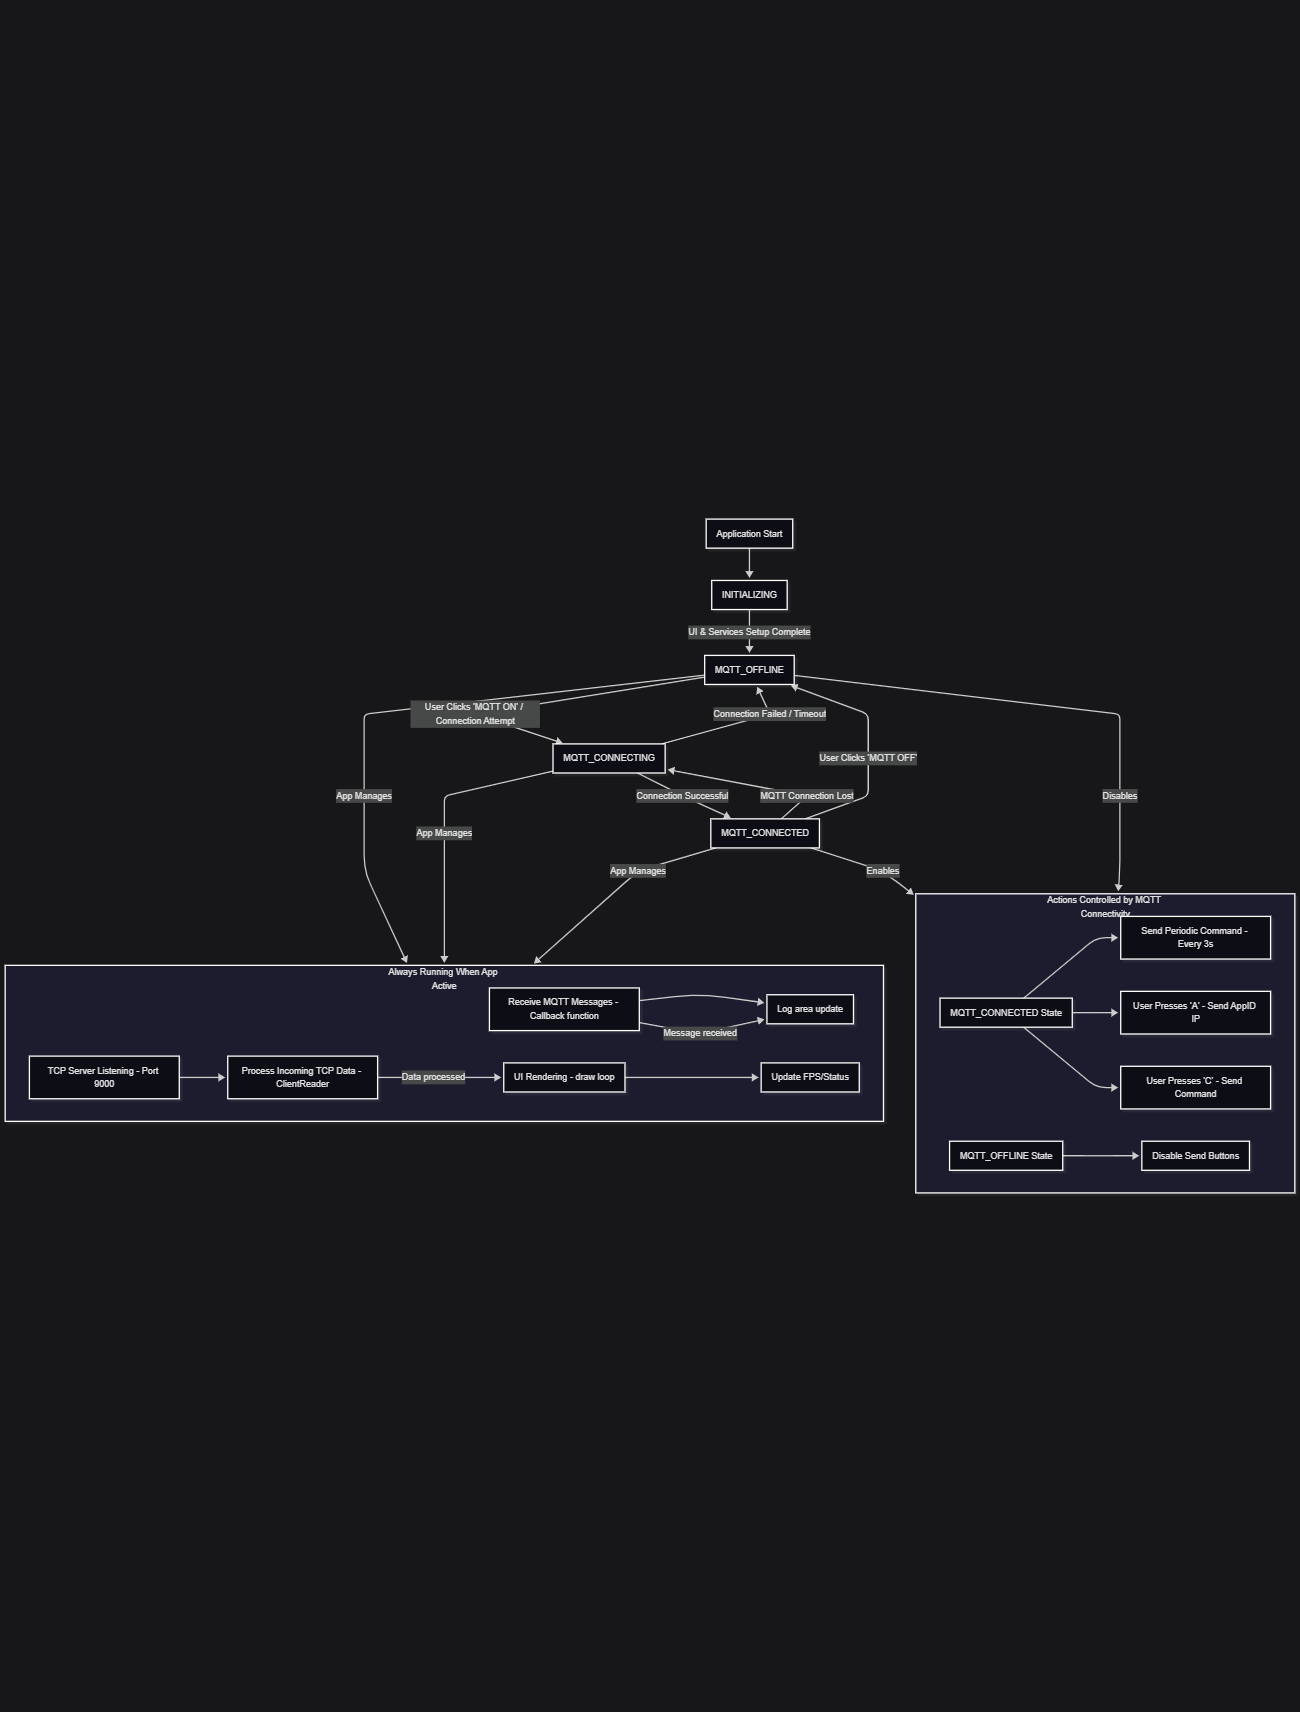 Application Start
INITIALIZING
UI & Services Setup Complete
MQTT_OFFLINE
User Clicks 'MQTT ON' /
Connection Attempt
Connection Failed / Timeout
MQTT_CONNECTING
User Clicks 'MQTT OFF'
App Manages
Connection Successful
MQTT Connection Lost
Disables
App Manages
MQTT_CONNECTED
App Manages
Enables
Actions Controlled by MQTT
Connectivity
Send Periodic Command -
Every 3s
MQTT_CONNECTED State
User Presses 'A' - Send AppID
IP
User Presses 'C' - Send
Command
MQTT_OFFLINE State
Disable Send Buttons
Always Running When App
Active
Receive MQTT Messages -
Callback function
Log area update
Message received
TCP Server Listening - Port
9000
Process Incoming TCP Data -
ClientReader
Data processed
UI Rendering - draw loop
Update FPS/Status